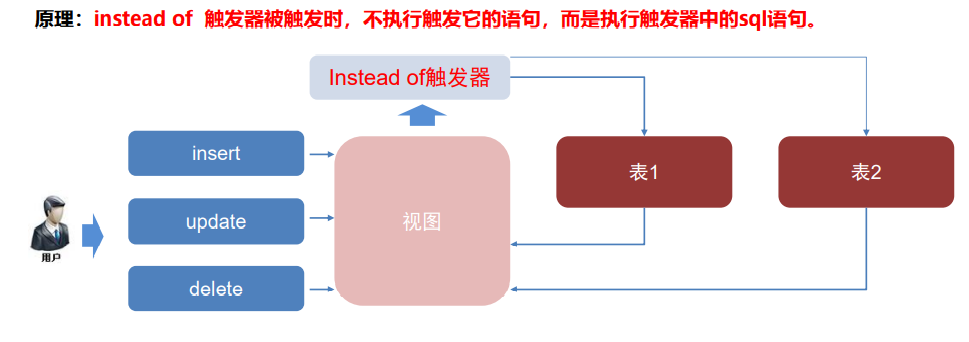 原理：instead of 触发器被触发时，不执行触发它的语句，而是执行触发器中的sql语句。
Instead of触发器
insert
表1
表2
update
视图
用户
delete